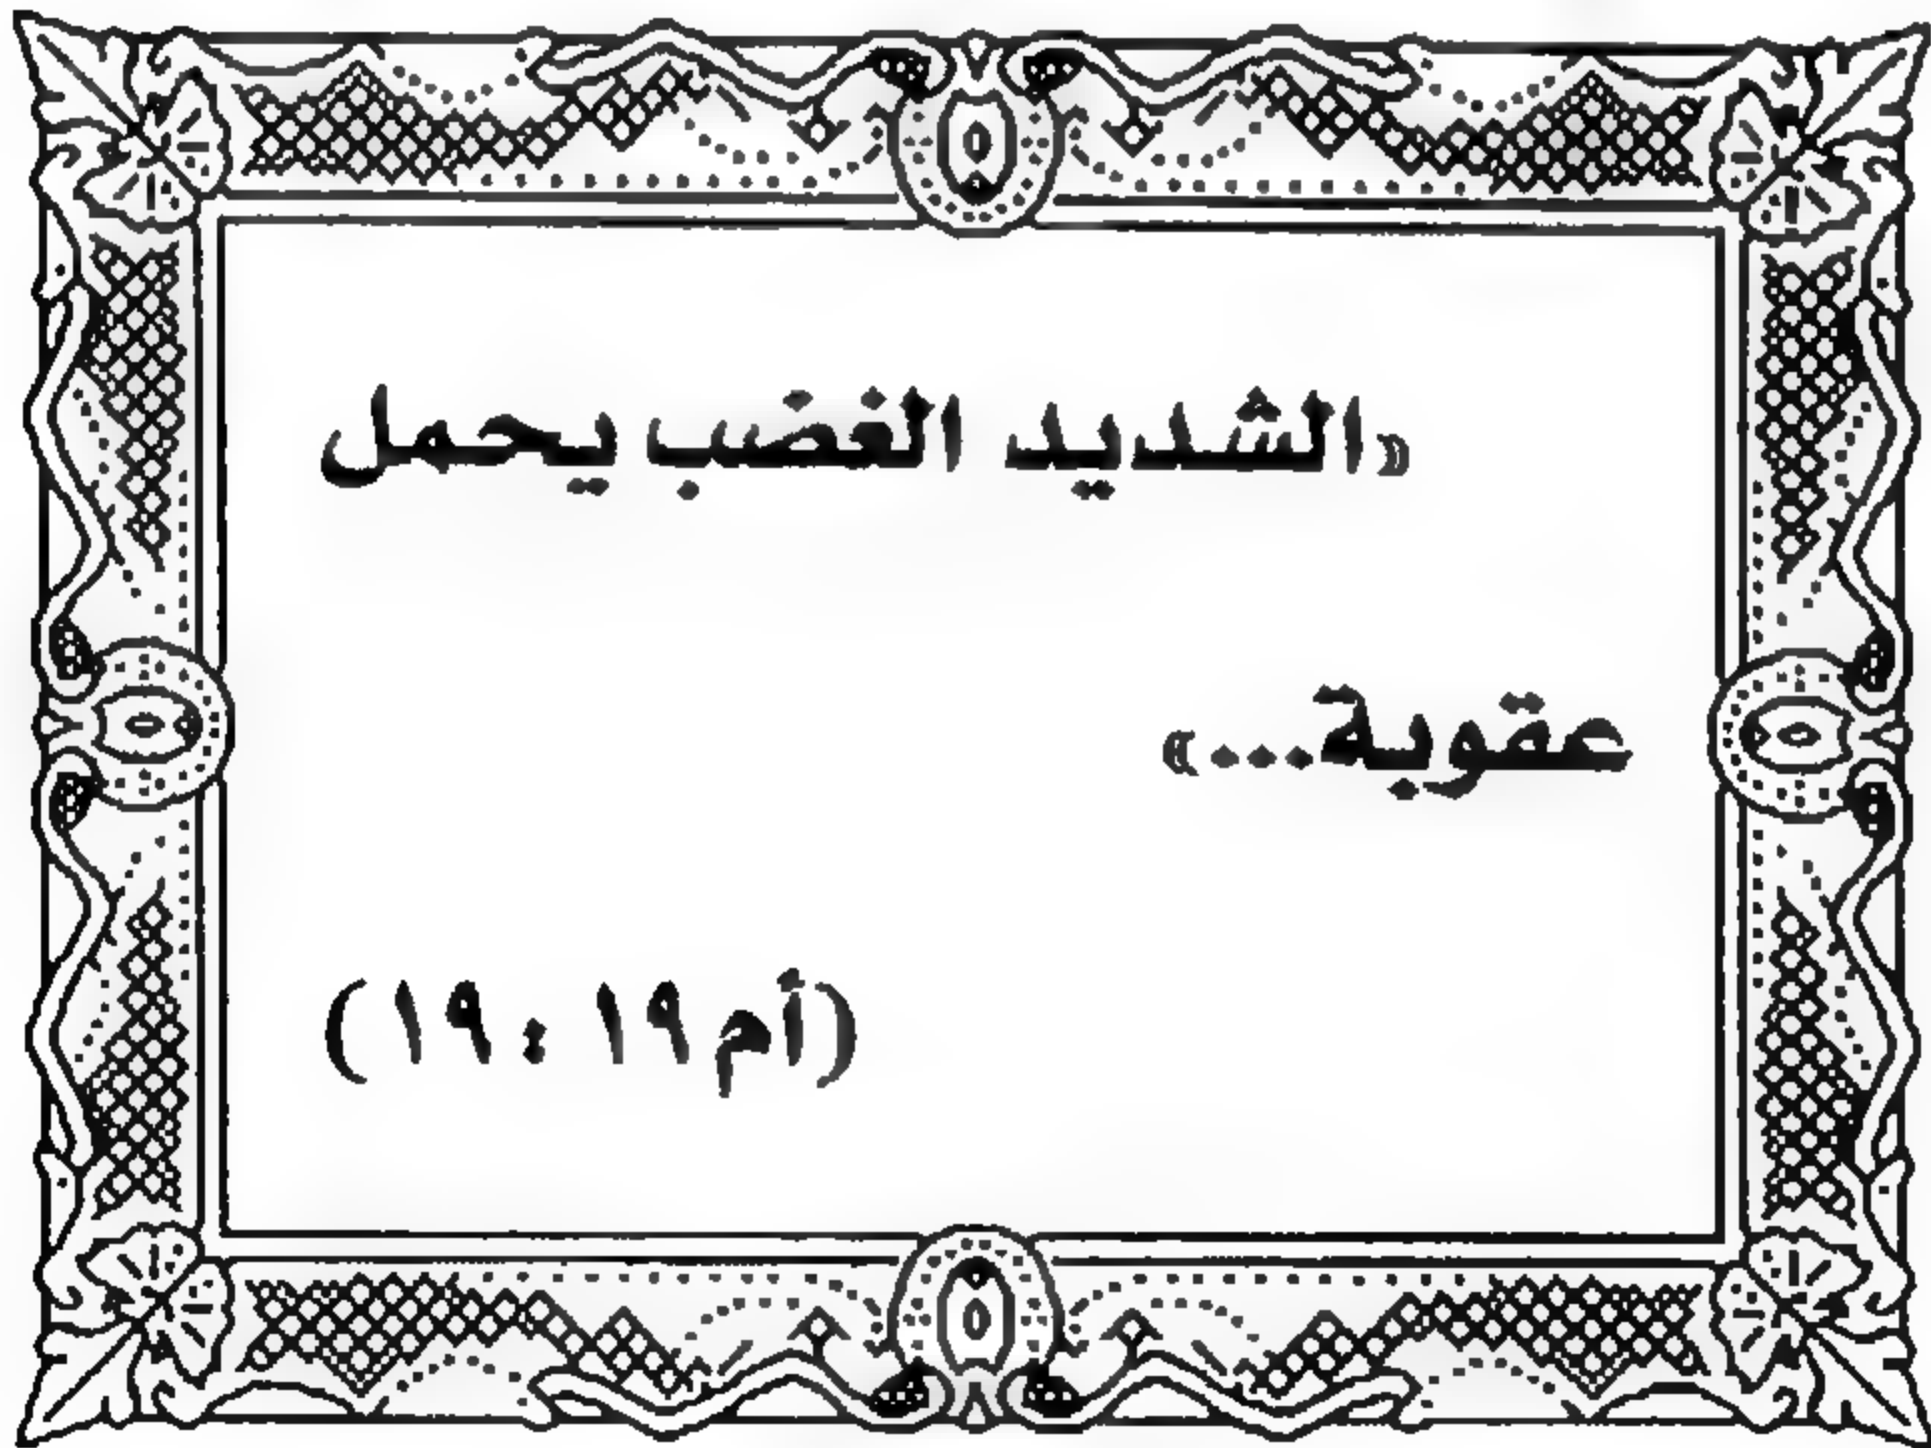 «الشديد الغضب يحمل
عقوبة...»
(أم ١٩ : ١٩)